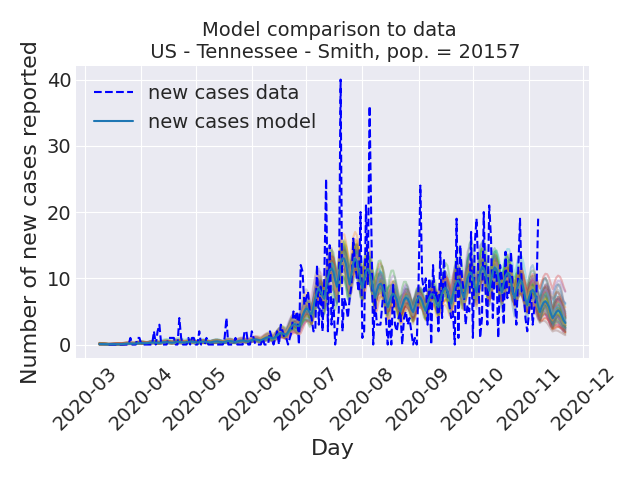 Model comparison to data
US - Tennessee - Smith, pop. = 20157
Number of new cases reported
40
30
20
10
0
new cases data
new cases model
2020-03
2020-04
2020-05
2020-06
2020-07
2020-08
2020-09
2020-10
2020-11
2020-12
Day